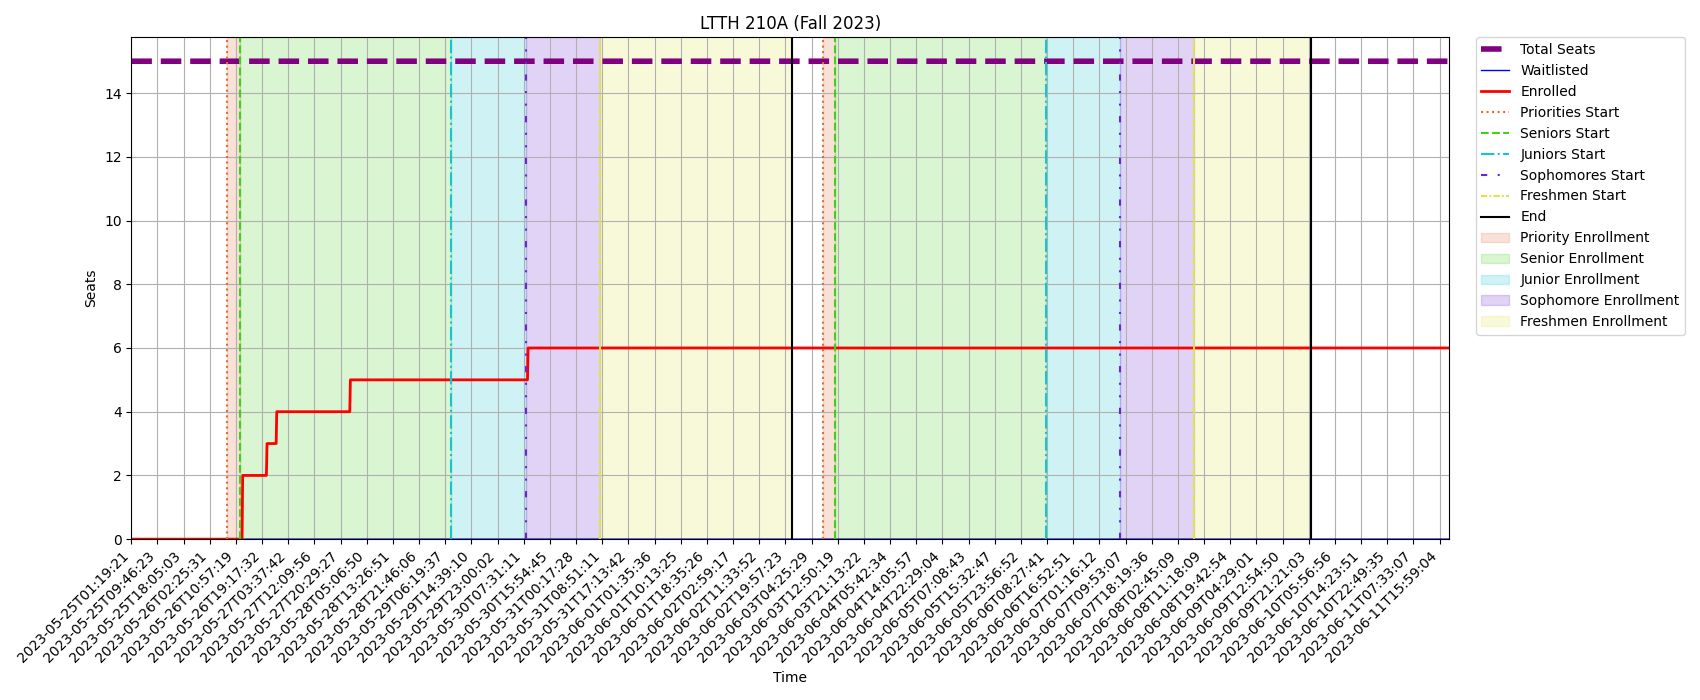 LTTH 210A (Fall 2023)
Total Seats
Waitlisted
Enrolled
Priorities Start
Seniors Start
Juniors Start
Sophomores Start
Freshmen Start
End
Priority Enrollment
Senior Enrollment
Junior Enrollment
Sophomore Enrollment
Freshmen Enrollment
Seats
14
12
10
8
6
4
2
0
2023-05-25T01:19:21
2023-05-25T09:46:23
2023-05-25T18:05:03
2023-05-26T02:25:31
2023-05-26T10:57:19
2023-05-26T19:17:32
2023-05-27T03:37:42
2023-05-27T12:09:56
2023-05-27T20:29:27
2023-05-28T05:06:50
2023-05-28T13:26:51
2023-05-28T21:46:06
2023-05-29T06:19:37
2023-05-29T14:39:10
2023-05-29T23:00:02
2023-05-30T07:31:11
2023-05-30T15:54:45
2023-05-31T00:17:28
2023-05-31T08:51:11
2023-05-31T17:13:42
2023-06-01T01:35:36
2023-06-01T10:13:25
2023-06-01T18:35:26
2023-06-02T02:59:17
2023-06-02T11:33:52
2023-06-02T19:57:23
2023-06-03T04:25:29
2023-06-03T12:50:19
2023-06-03T21:13:22
2023-06-04T05:42:34
2023-06-04T14:05:57
2023-06-04T22:29:04
2023-06-05T07:08:43
2023-06-05T15:32:47
2023-06-05T23:56:52
2023-06-06T08:27:41
2023-06-06T16:52:51
2023-06-07T01:16:12
2023-06-07T09:53:07
2023-06-07T18:19:36
2023-06-08T02:45:09
2023-06-08T11:18:09
2023-06-08T19:42:54
2023-06-09T04:29:01
2023-06-09T12:54:50
2023-06-09T21:21:03
2023-06-10T05:56:56
2023-06-10T14:23:51
2023-06-10T22:49:35
2023-06-11T07:33:07
2023-06-11T15:59:04
Time